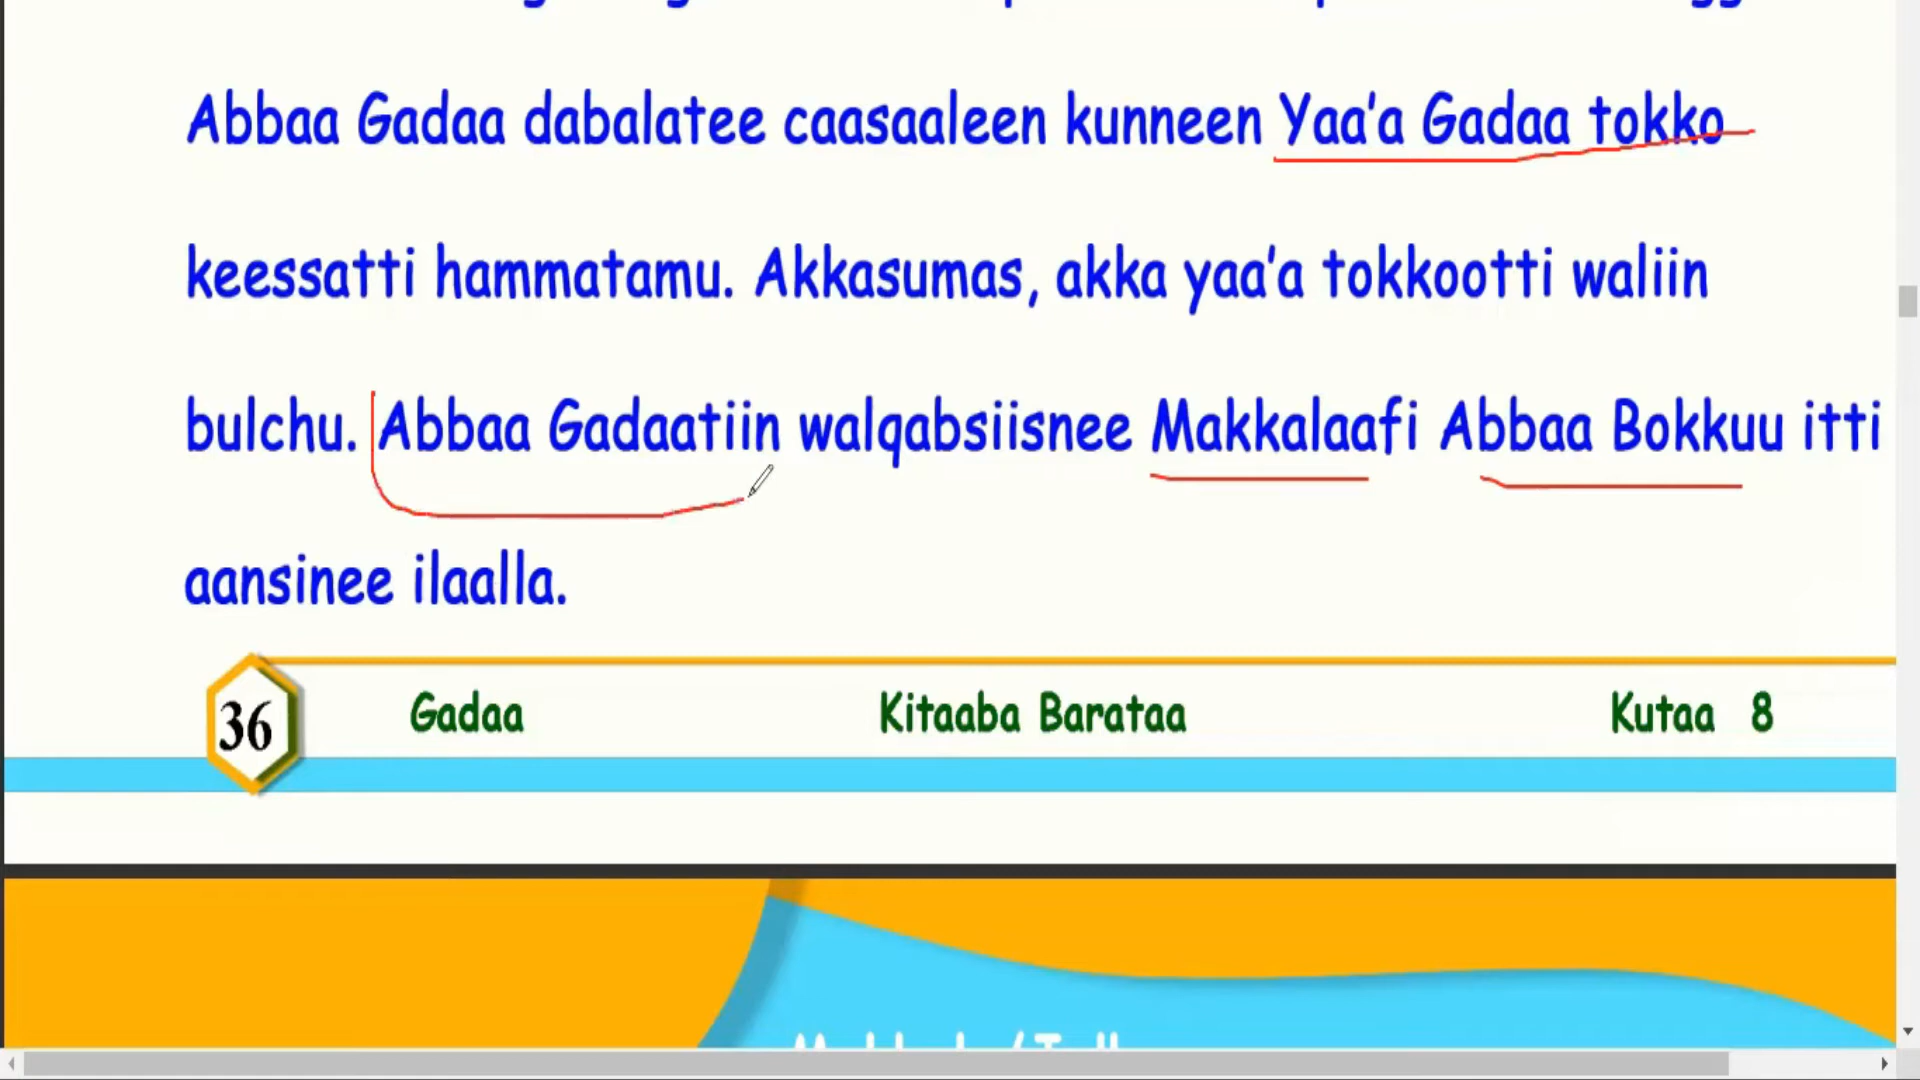 Abbaa Gadaa dabalatee caasaaleen kunneen Yaa'a Gadaa tokko
keessatti hammatamu. Akkasumas, akka yaa'a tokkootti waliin
bulchu. Abbaa Gadaatiin walqabsiisnee Makkalaafi Abbaa Bokkuu itti
aansinee ilaalla.
36 Gadaa Kitaaba Barataa Kutaa 8